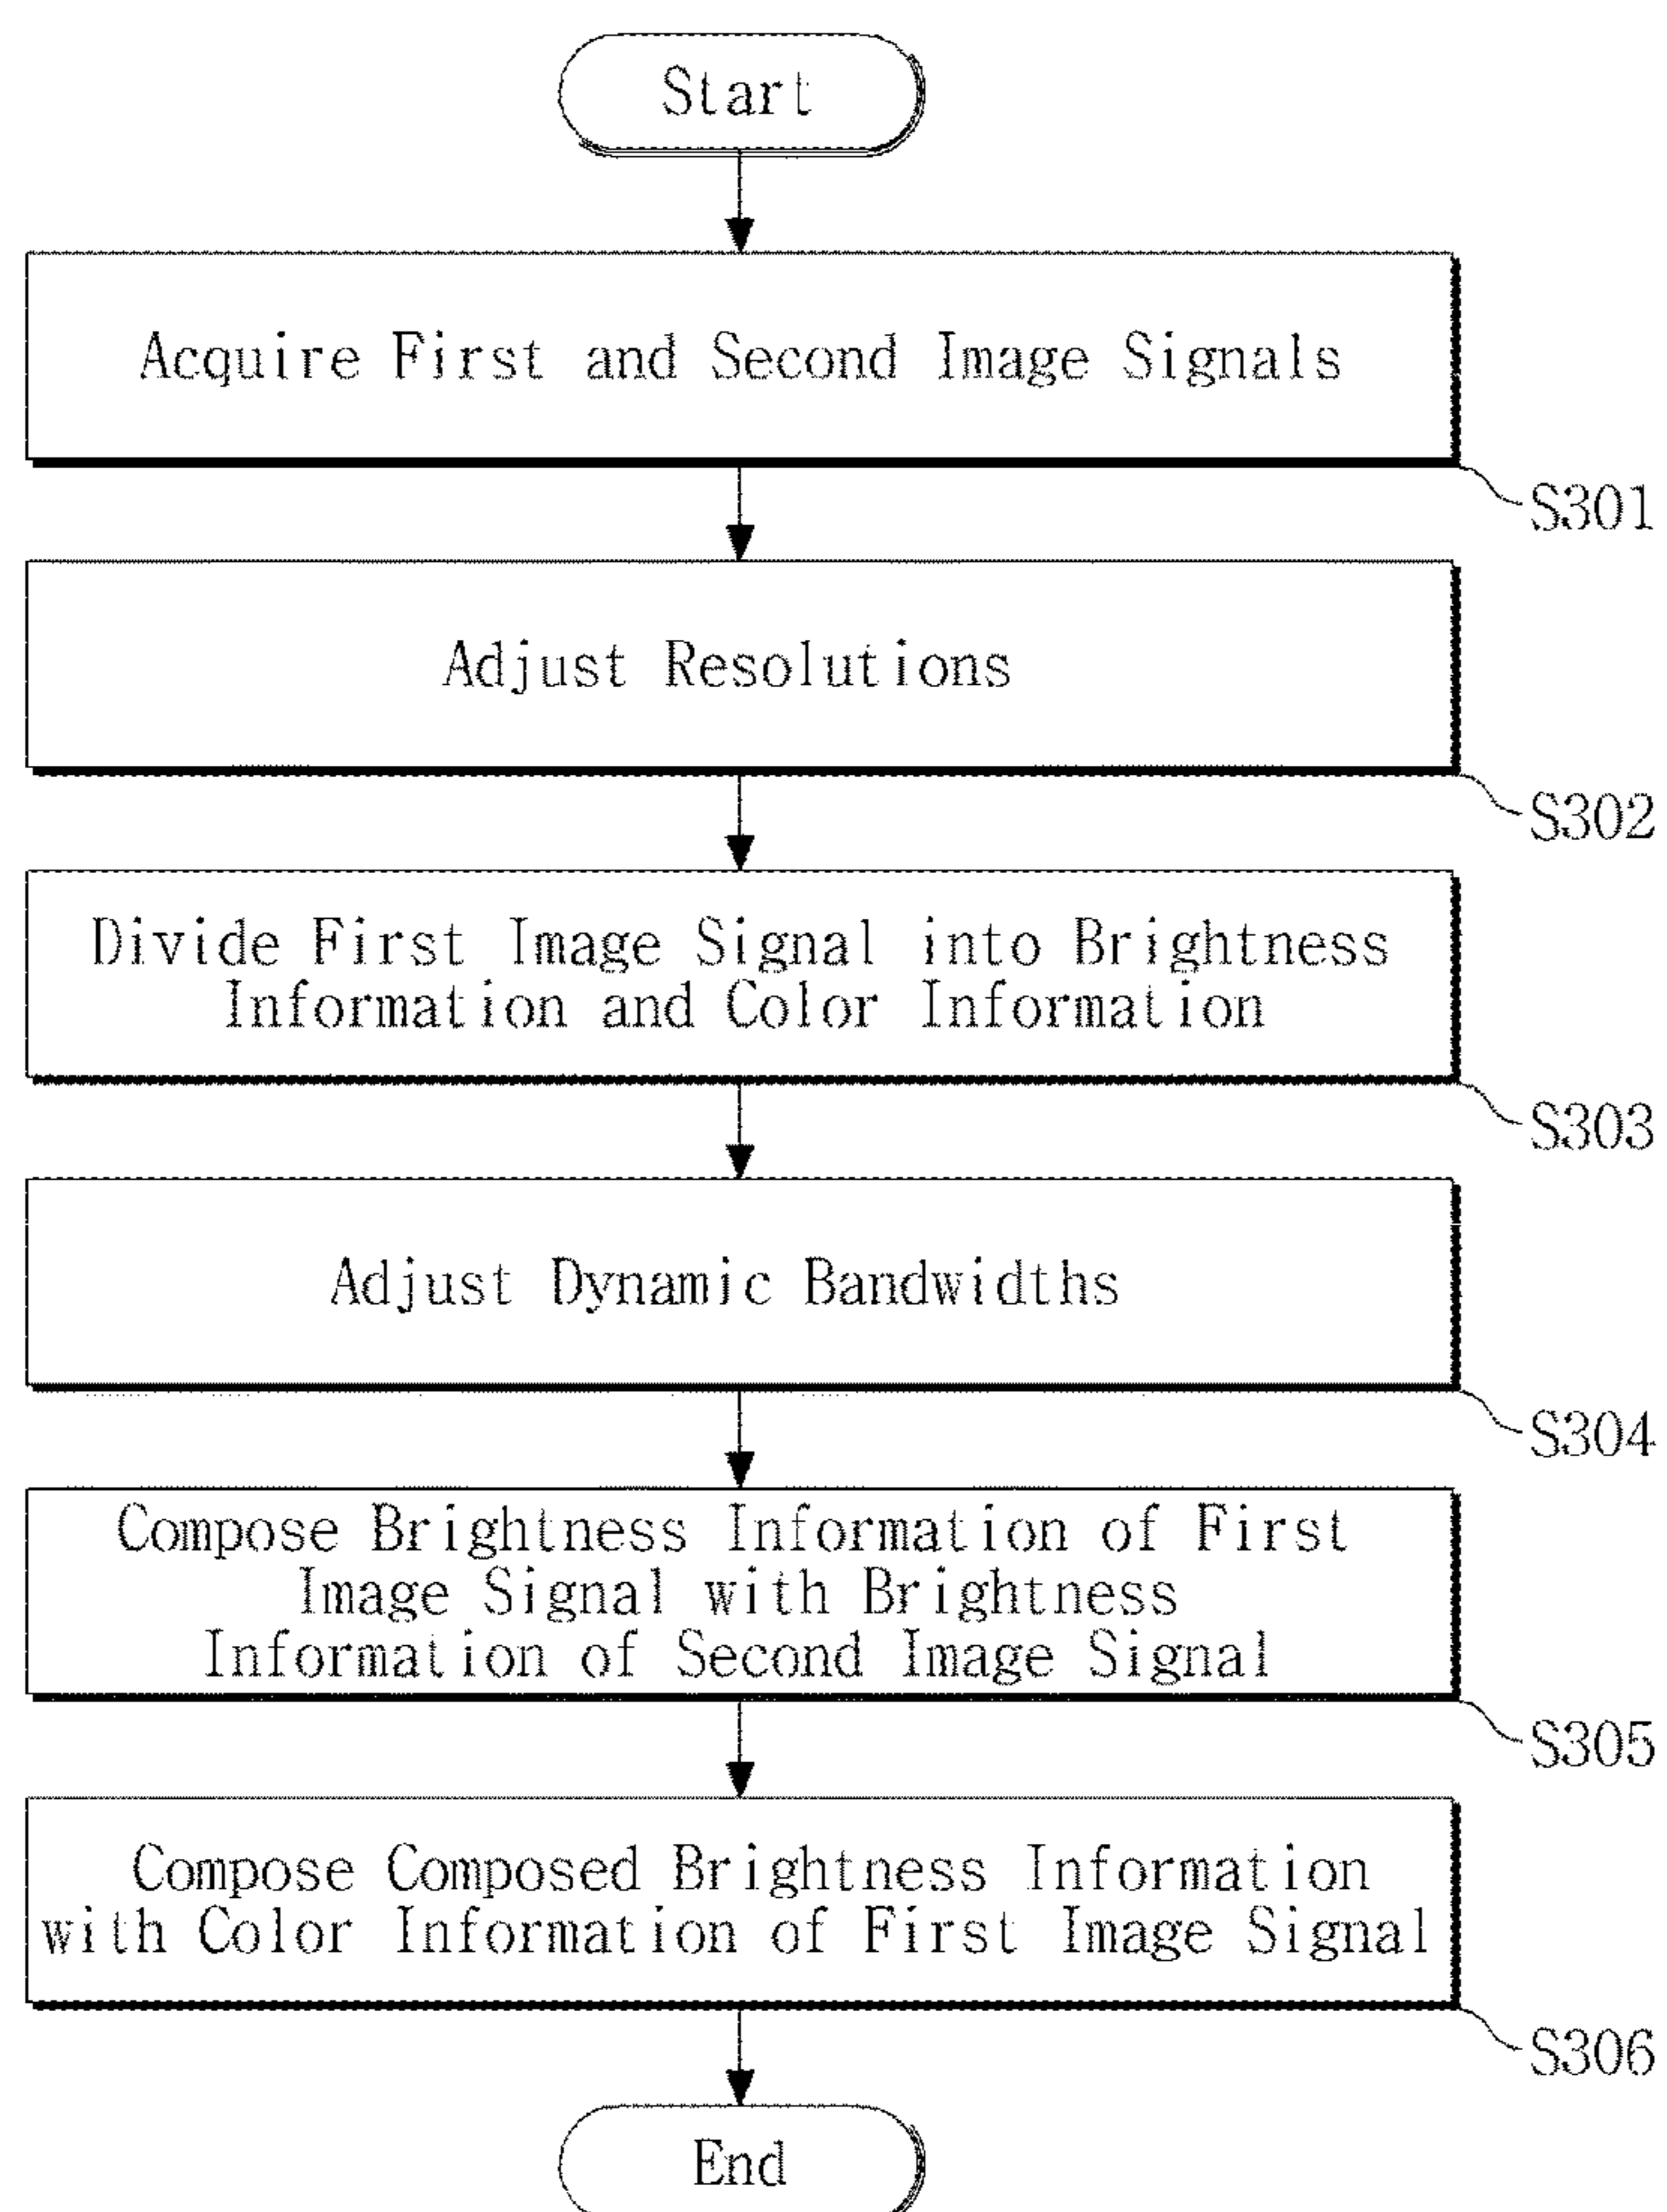 Start
Acquire First and Second Image Signals
S301
Adjust Resolutions
S302
Divide First Image Signal into Brightness
Information and Color Information
S303
Adjust Dynamic Bandwidths
S304
Compose Brightness Information of First
Image Signal with Brightness
Information of Second Image Signal
S305
Compose Composed Brightness Information
with Color Information of First Image Signal
S306
End